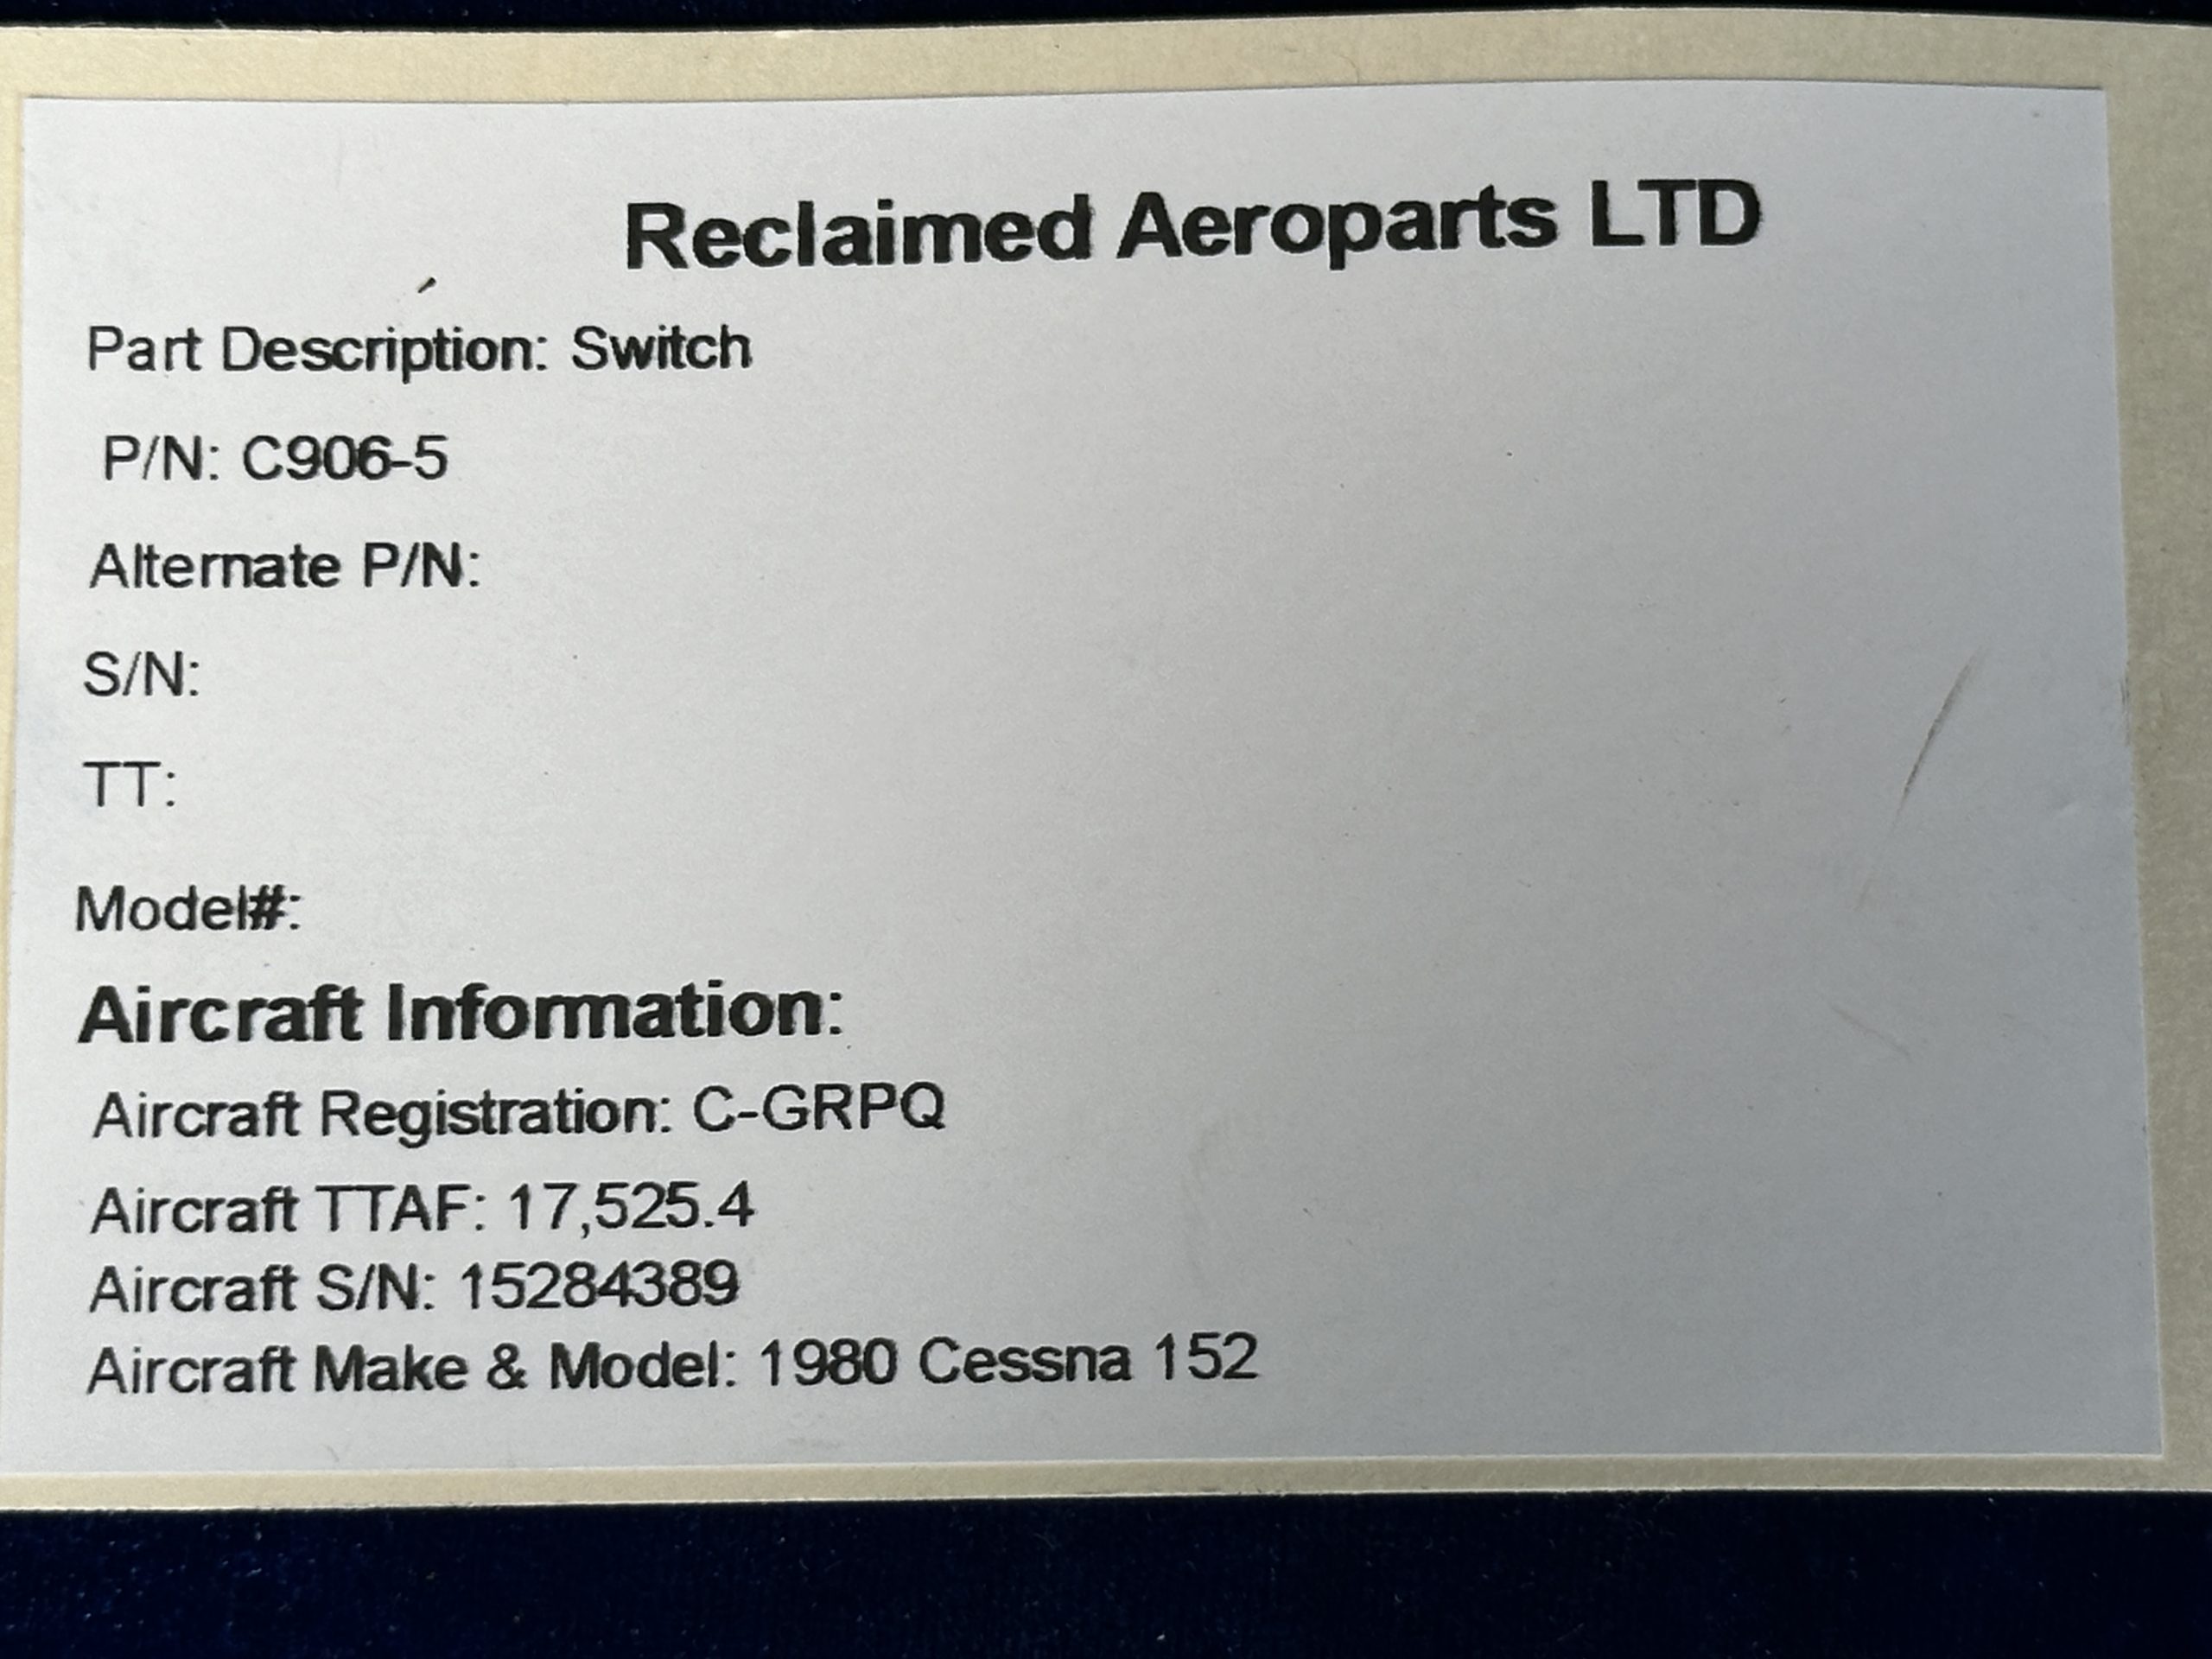 Reclaimed Aeroparts LTD
Part Description: Switch
P/N: C906-5
Alternate P/N:
S/N:
TT:
Model#:
Aircraft Information:
Aircraft Registration: C-GRPQ
Aircraft TTAF: 17,525.4
Aircraft S/N: 15284389
Aircraft Make & Model: 1980 Cessna 152